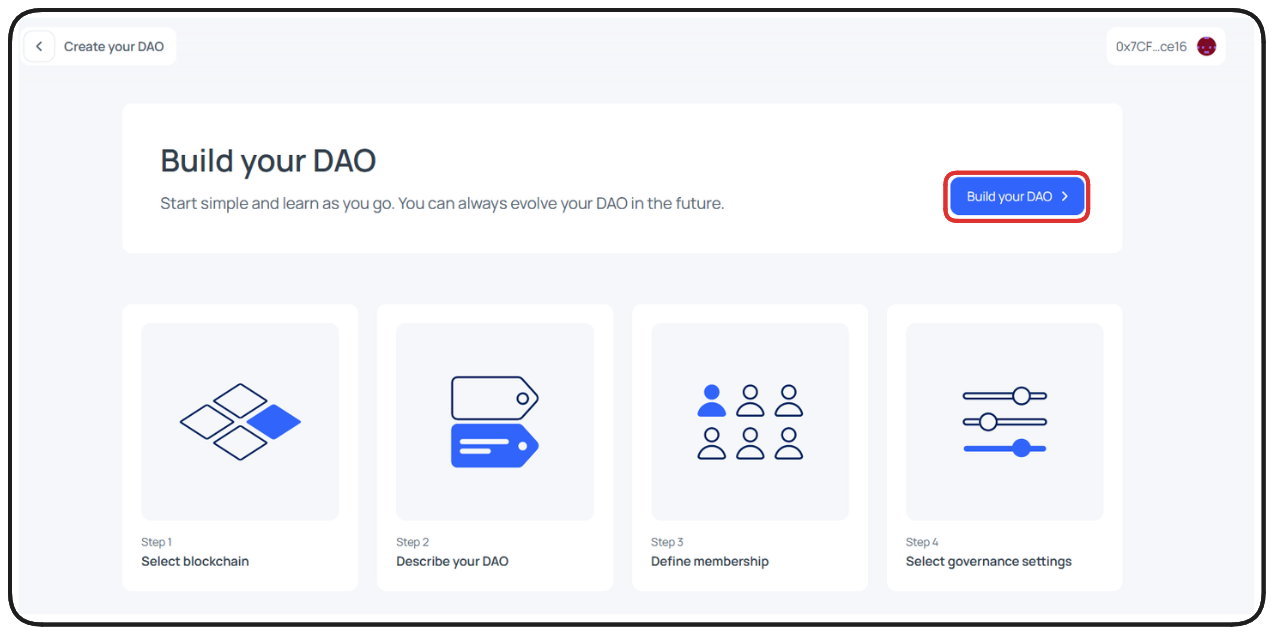 Create your DAO
0x7CF...ce16
Build your DAO
Start simple and learn as you go. You can always evolve your DAO in the future.
Build your DAO
Step 1
Select blockchain
Step 2
Describe your DAO
Step 3
Define membership
Step 4
Select governance settings